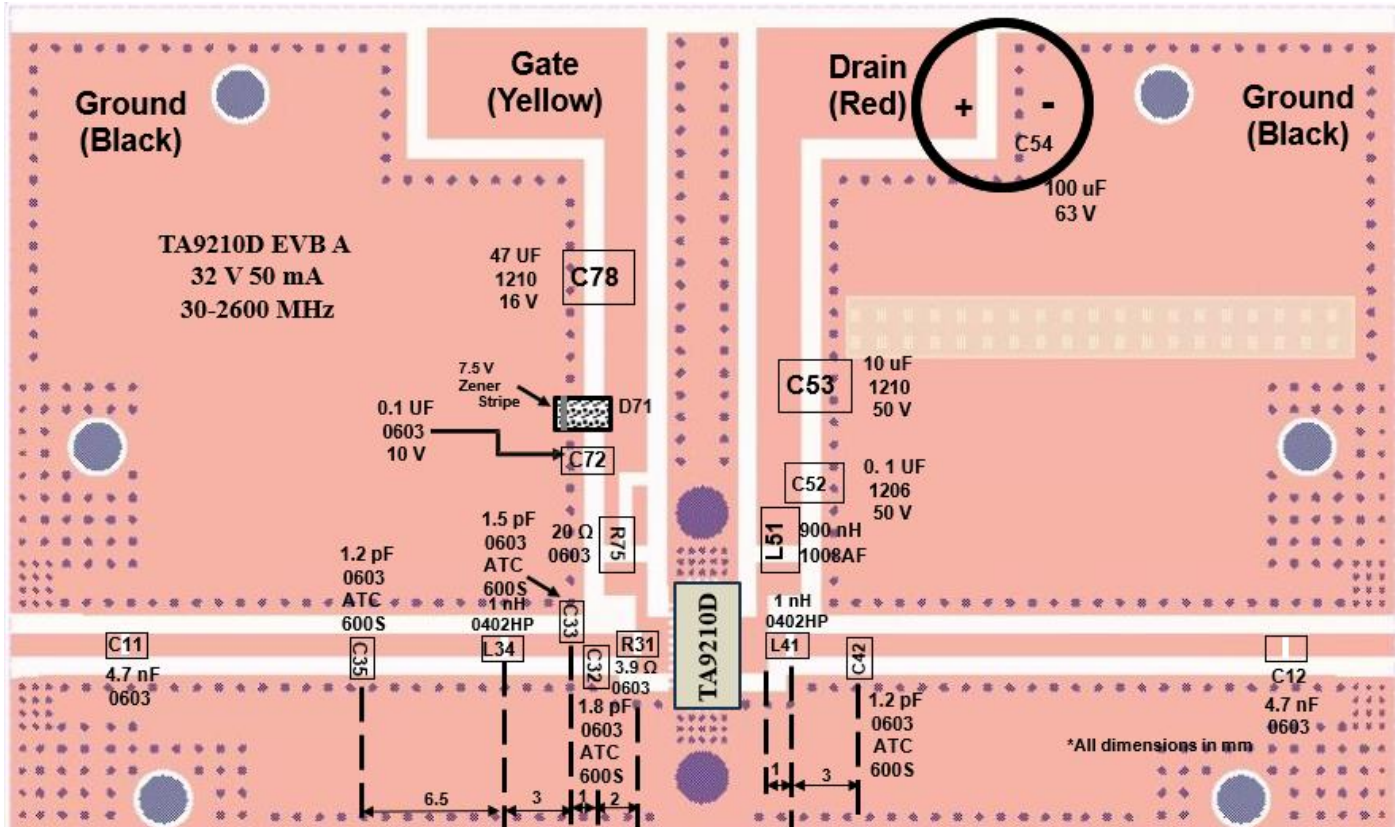 Ground
(Black)
Gate
(Yellow)
Drain
(Red)
+
-
C54
Ground
(Black)
100 uF
63 V
TA9210D EVB A
32 V 50 mA
30-2600 MHz
47 UF
1210
16 V
C78
7.5 V
Zener
Stripe
D71
10 uF
1210
50 V
C53
0.1 UF
0603
10 V
C72
C52
0. 1 UF
1206
50 V
1.5 pF
0603
ATC
600S
20 Ω
0603
R75
L51
900 nH
1008AF
1.2 pF
0603
ATC
600S
1 nH
0402HP
C33
TA9210D
1 nH
0402HP
C11
4.7 nF
0603
C35
L34
C32
R31
3.9 Ω
0603
L41
C42
C12
4.7 nF
0603
1.8 pF
0603
ATC
600S
1.2 pF
0603
ATC
600S
*All dimensions in mm
6.5
3
1
2
1
3